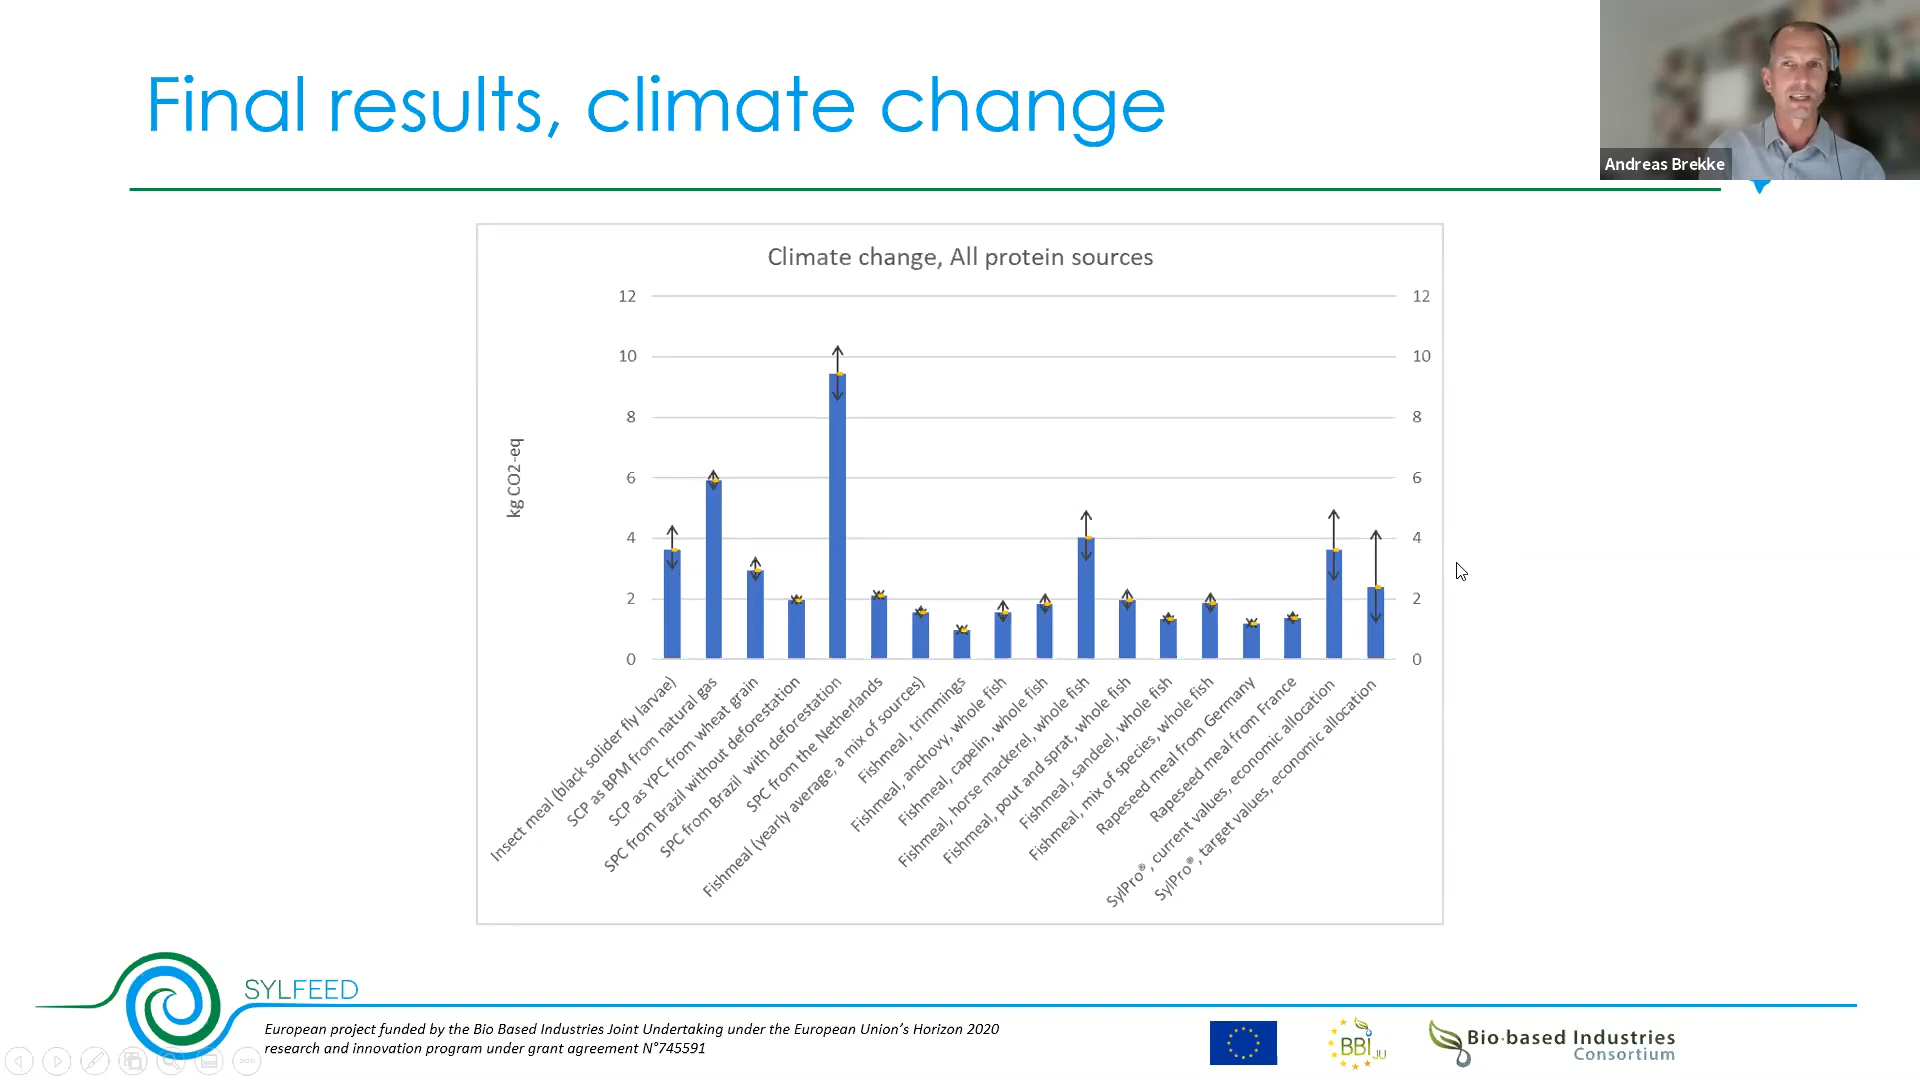 Final results, climate change
Andreas Brekke
Climate change, All protein sources
12
10
8
6
4
2
0
kg CO2-eq
12
10
8
6
4
2
0
Insect meal (black solider fly larvae)
SCP as BPM from natural gas
SCP as YPC from wheat grain
SPC from Brazil without deforestation
SPC from Brazil with deforestation
SPC from the Netherlands
Fishmeal (yearly average, a mix of sources)
Fishmeal, trimmings
Fishmeal, anchovy, whole fish
Fishmeal, capelin, whole fish
Fishmeal, horse mackerel, whole fish
Fishmeal, pout and sprat, whole fish
Fishmeal, sandeel, whole fish
Fishmeal, mix of species, whole fish
Rapeseed meal from Germany
Rapeseed meal from France
SylPro®, current values, economic allocation
SylPro®, target values, economic allocation
SYLFEED
European project funded by the Bio Based Industries Joint Undertaking under the European Union's Horizon 2020
research and innovation program under grant agreement N°745591
BBI JU
Bio-based Industries
Consortium